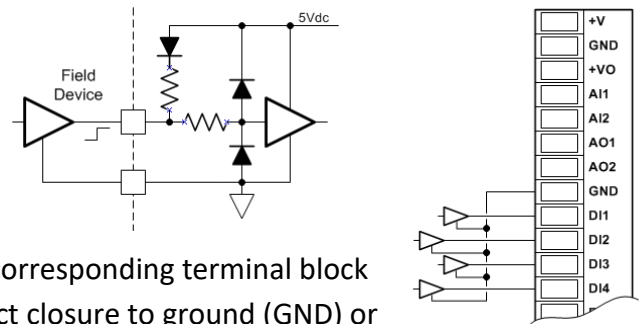 5Vdc
Field
Device
+V
GND
+VO
AI1
AI2
AO1
AO2
GND
DI1
DI2
DI3
DI4
orresponding terminal block
ct closure to ground (GND) or